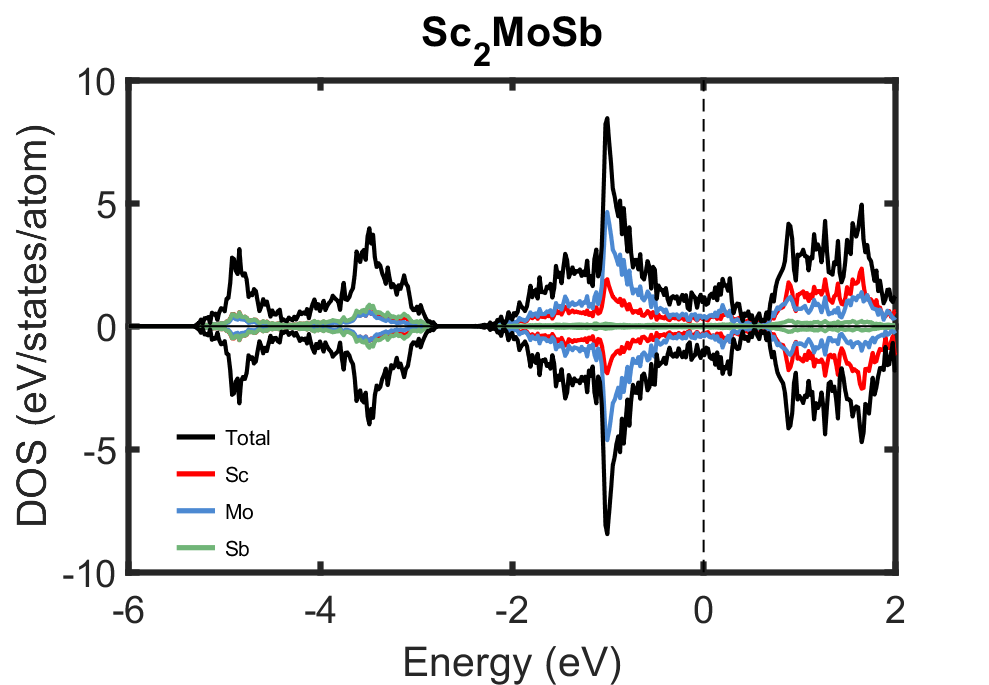 Sc₂MoSb
10
5
0
-5
-10
DOS (eV/states/atom)
Total
Sc
Mo
Sb
-6 -4 -2 0 2
Energy (eV)